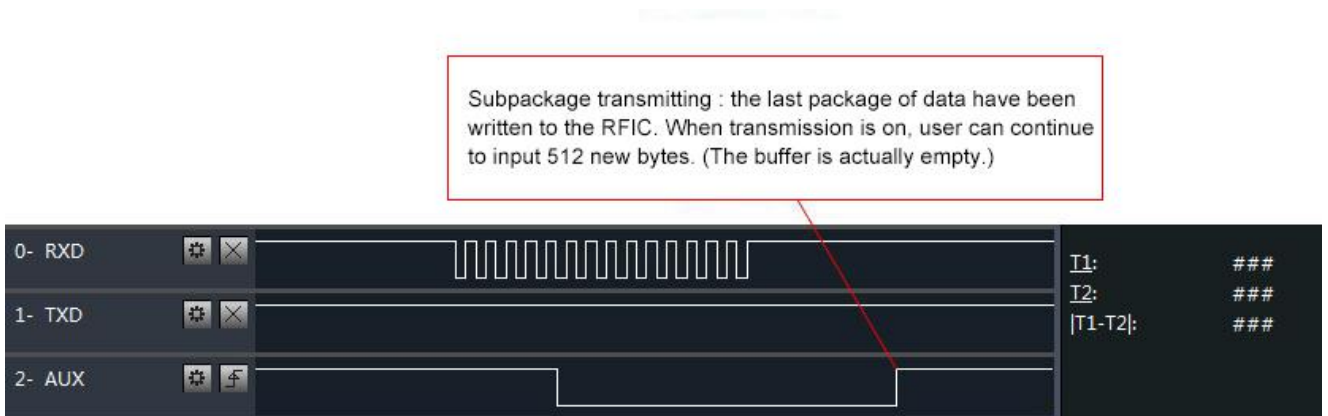 Subpackage transmitting : the last package of data have been
written to the RFIC. When transmission is on, user can continue
to input 512 new bytes. (The buffer is actually empty.)
0- RXD
1- TXD
2- AUX
T1: ###
T2: ###
|T1-T2|: ###